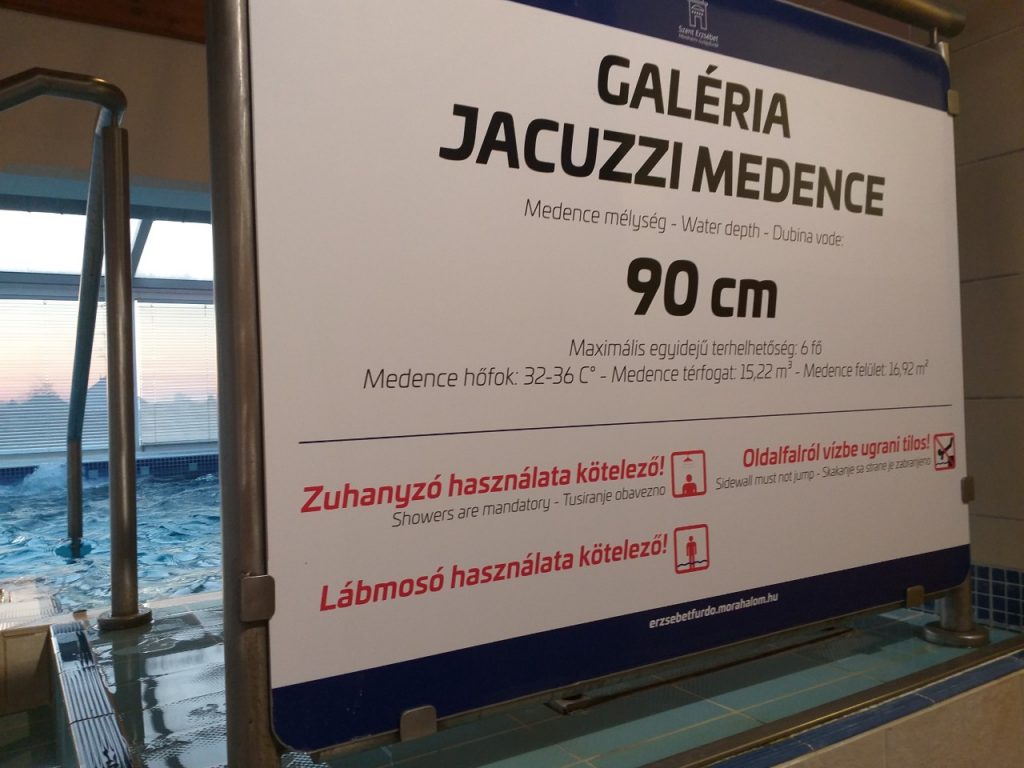 Szent Erzsébet
GALÉRIA
JACUZZI MEDENCE
Medence mélység - Water depth - Dubina vode:
90 cm
Maximális egyidejű terhelhetőség: 6 fő
Medence hőfok: 32-36 C° - Medence térfogat: 15,22 m³ - Medence felület: 16,92 m²
Zuhanyzó használata kötelező!
Showers are mandatory - Tusiranje obavezno
Oldalfalról vízbe ugrani tilos!
Sidewall must not jump - Skakanje sa strane je zabranjeno
Lábmosó használata kötelező!
erzsebetfurdo.morahalom.hu